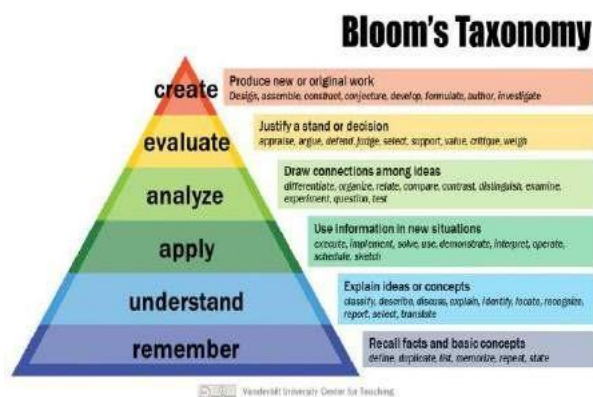 Bloom's Taxonomy
create
Produce new or original work
Design, assemble, construct, conjecture, develop, formulate, author, investigate
evaluate
Justify a stand or decision
appraise, argue, defend, judge, select, support, value, critique, weigh
analyze
Draw connections among ideas
differentiate, organize, relate, compare, contrast, distinguish, examine,
experiment, question, test
apply
Use information in new situations
execute, implement, solve, use, demonstrate, interpret, operate,
schedule, sketch
understand
Explain ideas or concepts
classify, describe, discuss, explain, identify, locate, recognize,
report, select, translate
remember
Recall facts and basic concepts
define, duplicate, list, memorize, repeat, state
Vanderbilt University Center for Teaching